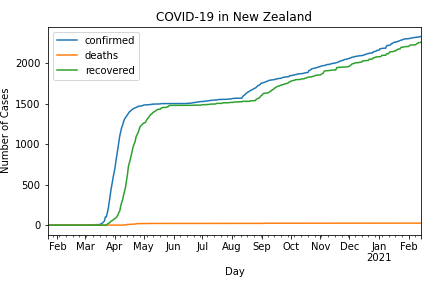 COVID-19 in New Zealand
confirmed
deaths
recovered
Number of Cases
2000
1500
1000
500
0
Feb Mar Apr May Jun Jul Aug Sep Oct Nov Dec Jan Feb
2021
Day